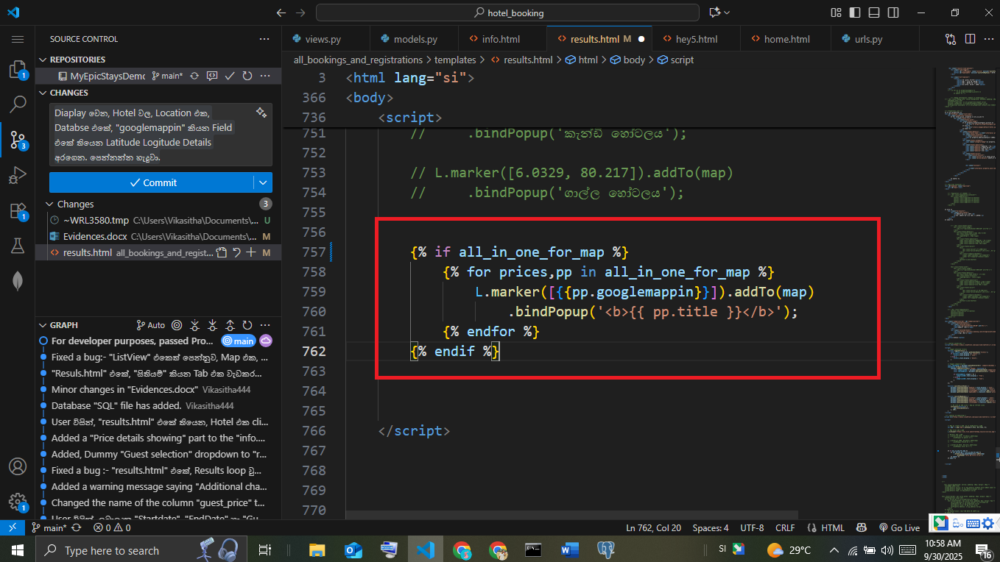 hotel_booking
SOURCE CONTROL
views.py
models.py
info.html
results.html M
hey5.html
home.html
urls.py
REPOSITORIES
MyEpicStaysDemo
main*
all_bookings_and_registrations > templates > results.html > html > body > script
CHANGES
Diaplay වෙන, Hotel වල, Location එක,
Databse එකේ, "googlemappin" කියන Field
එකේ තියෙන Latitude Logitude Details
අරගෙන. පෙන්නන්න හැදුවා.
Commit
Changes
3
~WRL3580.tmp C:\Users\Vikasitha\Documents\... U
Evidences.docx C:\Users\Vikasitha\Documents\... M
results.html all_bookings_and_regist... M
GRAPH
Auto
For developer purposes, passed Pro... main
Fixed a bug:- "ListView" එකෙත් පෙන්නුව, Map එක, ...
"Resuls.html" එකේ, "සිතියම්" කියන Tab එක වැඩකර...
Minor changes in "Evidences.docx" Vikasitha444
Database "SQL" file has added. Vikasitha444
User විසින්, "results.html" එකේ තියෙන, Hotel එක cli...
Added a "Price details showing" part to the "info....
Added, Dummy "Guest selection" dropdown to "r...
Fixed a bug :- "results.html" එකේ, Results loop වු...
Added a warning message saying "Additional cha...
Changed the name of the column "guest_price" t...
3 <html lang="si">
366 <body>
736 <script>
751 // .bindPopup('කැන්ඩි හෝටලය');
752
753 // L.marker([6.0329, 80.217]).addTo(map)
754 // .bindPopup('ගාල්ල හෝටලය');
755
756
757 {% if all_in_one_for_map %}
758 {% for prices,pp in all_in_one_for_map %}
759 L.marker([{{pp.googlemappin}}]).addTo(map)
760 .bindPopup('<b>{{ pp.title }}</b>');
761 {% endfor %}
762 {% endif %}
763
764
765
766 </script>
767
768
769
770
main* 0 0
Ln 762, Col 20 Spaces: 4 UTF-8 CRLF HTML Go Live
Type here to search
SI
29°C
10:58 AM
9/30/2025
16